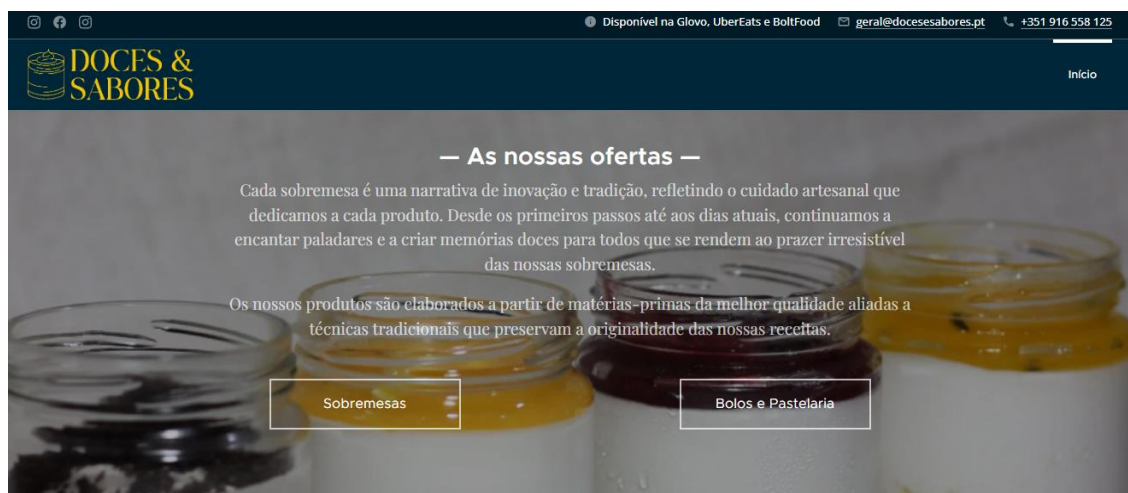 Disponível na Glovo, UberEats e BoltFood
geral@docesesabores.pt
+351 916 558 125
DOCES &
SABORES
Início
— As nossas ofertas —
Cada sobremesa é uma narrativa de inovação e tradição, refletindo o cuidado artesanal que
dedicamos a cada produto. Desde os primeiros passos até aos dias atuais, continuamos a
encantar paladares e a criar memórias doces para todos que se rendem ao prazer irresistível
das nossas sobremesas.
Os nossos produtos são elaborados a partir de matérias-primas da melhor qualidade aliadas a
técnicas tradicionais que preservam a originalidade das nossas receitas.
Sobremesas
Bolos e Pastelaria